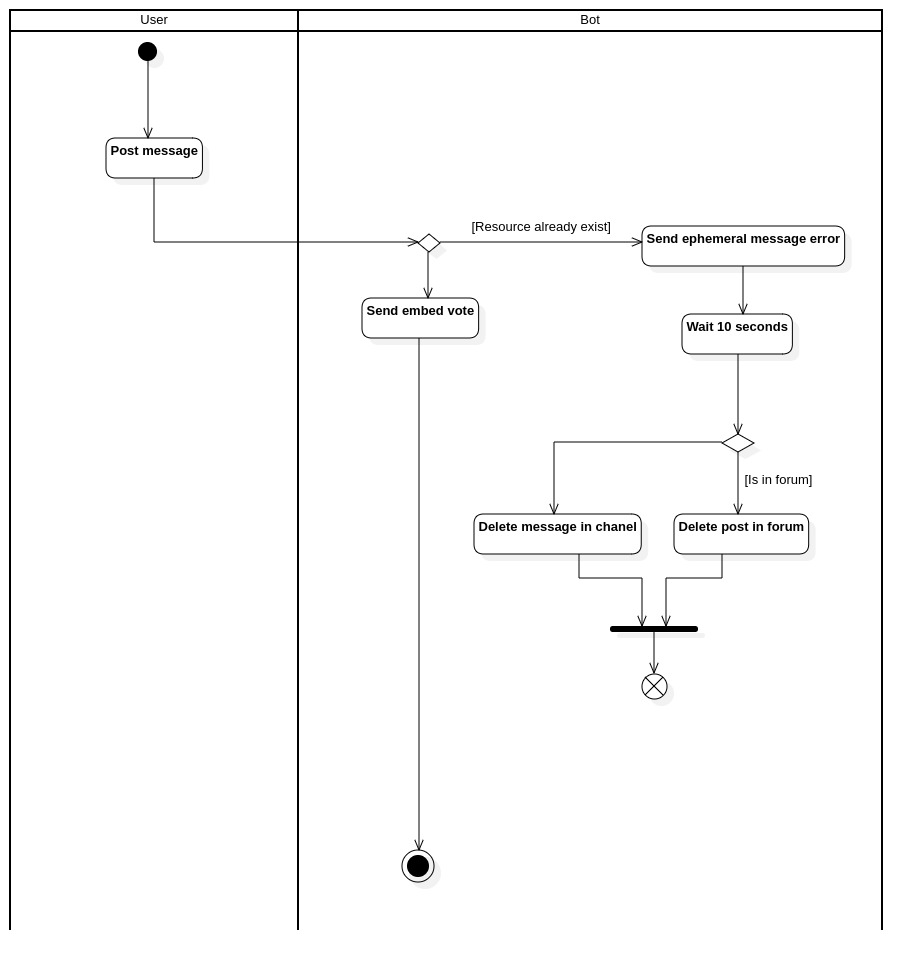 User
Bot
Post message
[Resource already exist]
Send ephemeral message error
Send embed vote
Wait 10 seconds
[Is in forum]
Delete message in chanel
Delete post in forum